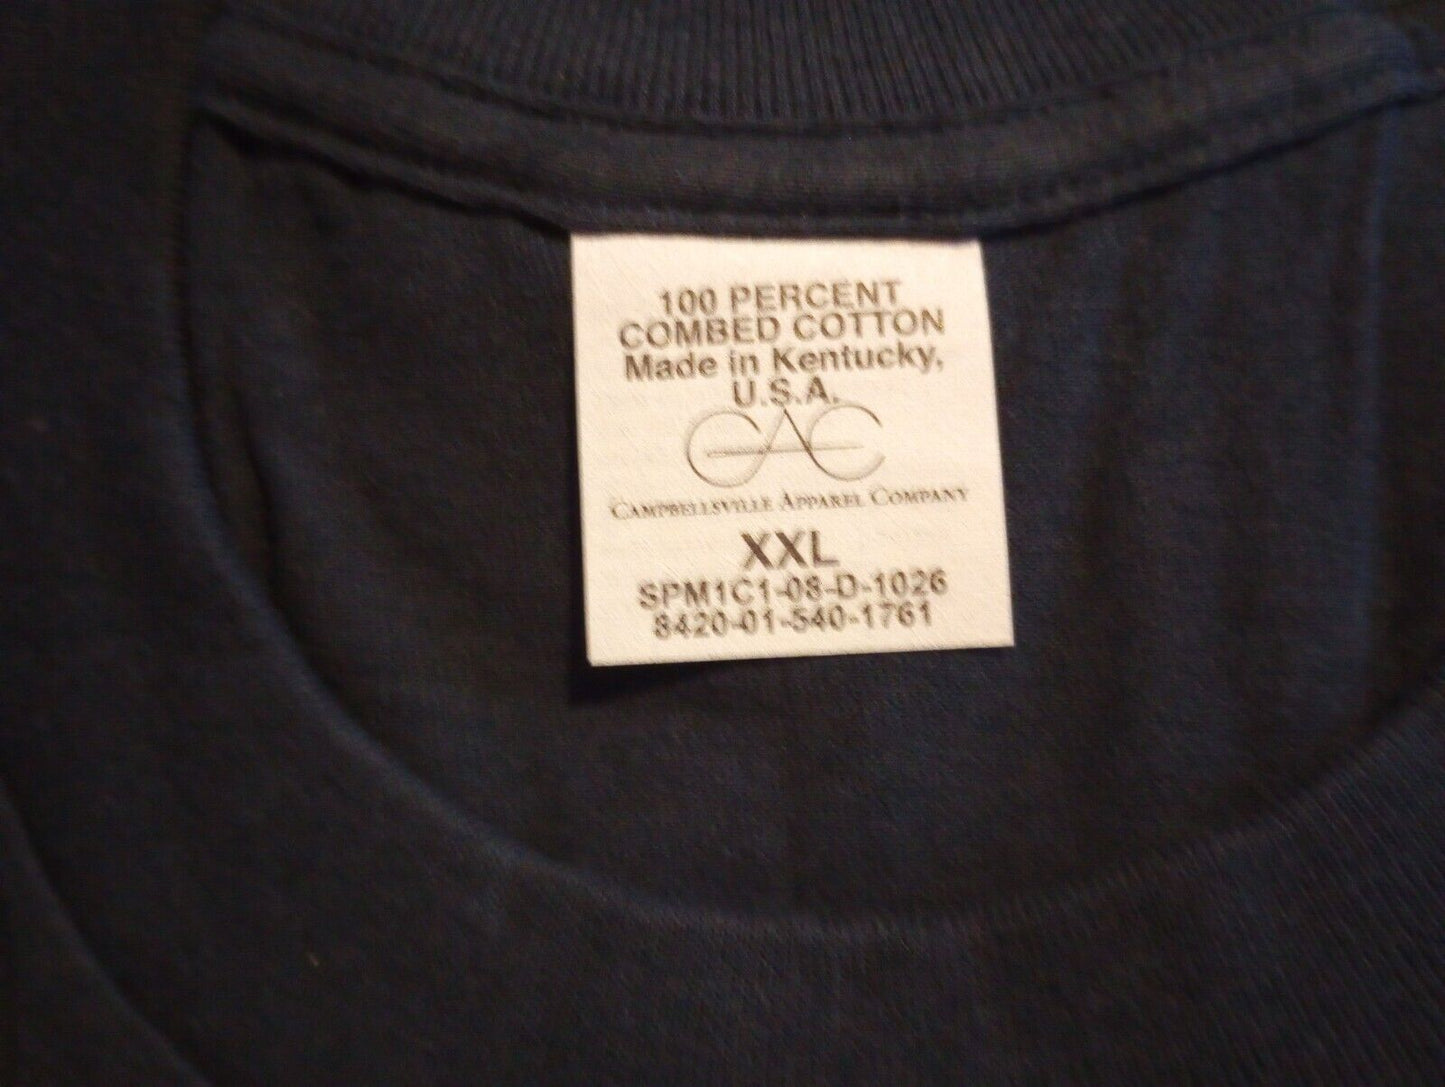 100 PERCENT
COMBED COTTON
Made in Kentucky,
U.S.A.
CAC
CAMPBELLSVILLE APPAREL COMPANY
XXL
SPM1C1-08-D-1026
8420-01-540-1761